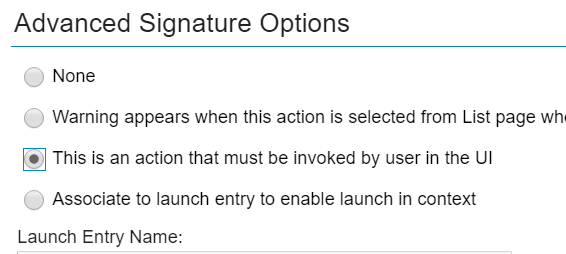 Advanced Signature Options
None
Warning appears when this action is selected from List page
This is an action that must be invoked by user in the UI
Associate to launch entry to enable launch in context
Launch Entry Name: